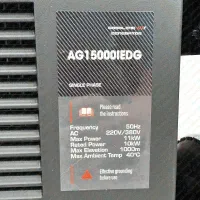 AG15000IEDG
SINGLE-PHASE
Please read
the instructions
Frequency 50Hz
AC 220V/380V
Max Power 11kW
Rated Power 10kW
Max Elevation 1000m
Max Ambient Temp 40℃
Effective grounding
before use